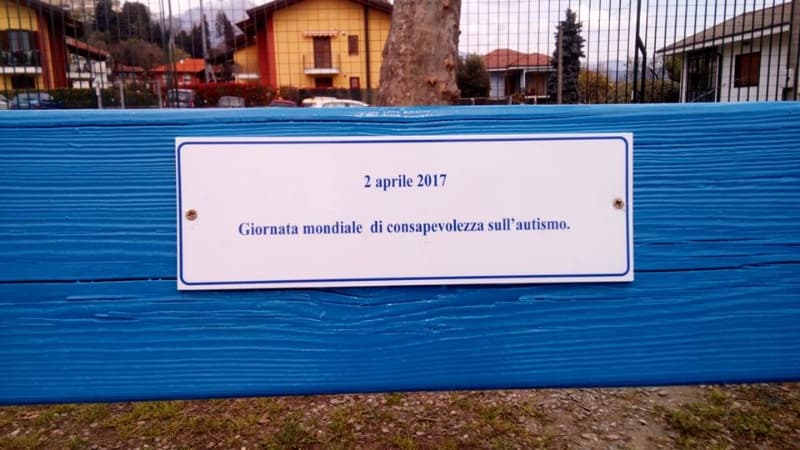 2 aprile 2017
Giornata mondiale di consapevolezza sull'autismo.